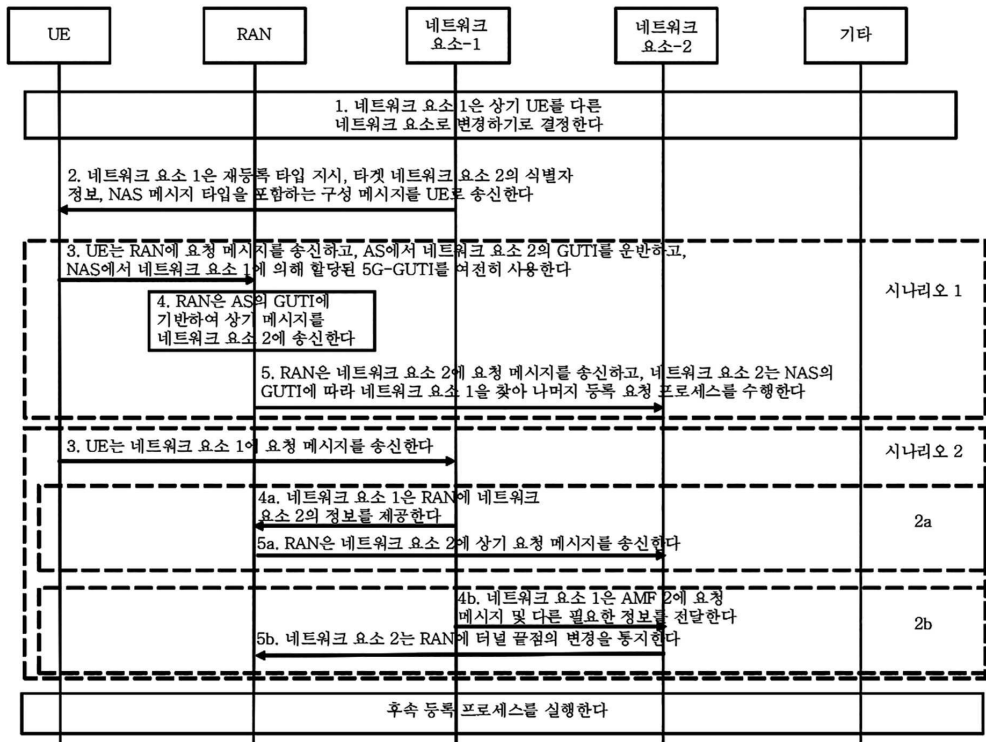 UE
RAN
네트워크
요소-1
네트워크
요소-2
기타
1. 네트워크 요소 1은 상기 UE를 다른
네트워크 요소로 변경하기로 결정한다
2. 네트워크 요소 1은 재등록 타입 지시, 타겟 네트워크 요소 2의 식별자
정보, NAS 메시지 타입을 포함하는 구성 메시지를 UE로 송신한다
3. UE는 RAN에 요청 메시지를 송신하고, AS에서 네트워크 요소 2의 GUTI를 운반하고,
NAS에서 네트워크 요소 1에 의해 할당된 5G-GUTI를 여전히 사용한다
시나리오 1
4. RAN은 AS의 GUTI에
기반하여 상기 메시지를
네트워크 요소 2에 송신한다
5. RAN은 네트워크 요소 2에 요청 메시지를 송신하고, 네트워크 요소 2는 NAS의
GUTI에 따라 네트워크 요소 1을 찾아 나머지 등록 요청 프로세스를 수행한다
3. UE는 네트워크 요소 1에 요청 메시지를 송신한다
시나리오 2
4a. 네트워크 요소 1은 RAN에 네트워크
요소 2의 정보를 제공한다
2a
5a. RAN은 네트워크 요소 2에 상기 요청 메시지를 송신한다
4b. 네트워크 요소 1은 AMF 2에 요청
메시지 및 다른 필요한 정보를 전달한다
2b
5b. 네트워크 요소 2는 RAN에 터널 끝점의 변경을 통지한다
후속 등록 프로세스를 실행한다